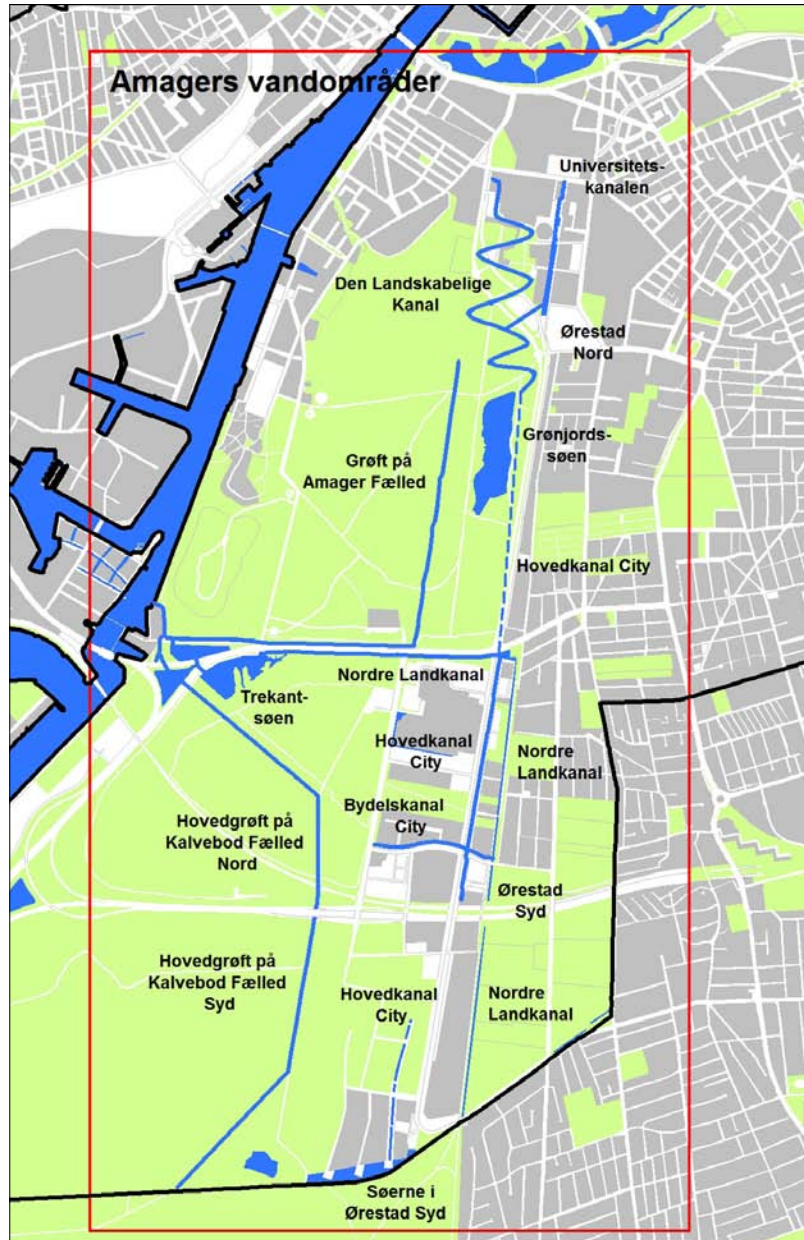 Amagers vandområder
Universitets-
kanalen
Den Landskabelige
Kanal
Ørestad
Nord
Grønjords-
søen
Grøft på
Amager Fælled
Hovedkanal City
Nordre Landkanal
Trekant-
søen
Hovedkanal
City
Nordre
Landkanal
Bydelskanal
City
Hovedgrøft på
Kalvebod Fælled
Nord
Ørestad
Syd
Hovedgrøft på
Kalvebod Fælled
Syd
Hovedkanal
City
Nordre
Landkanal
Søerne i
Ørestad Syd